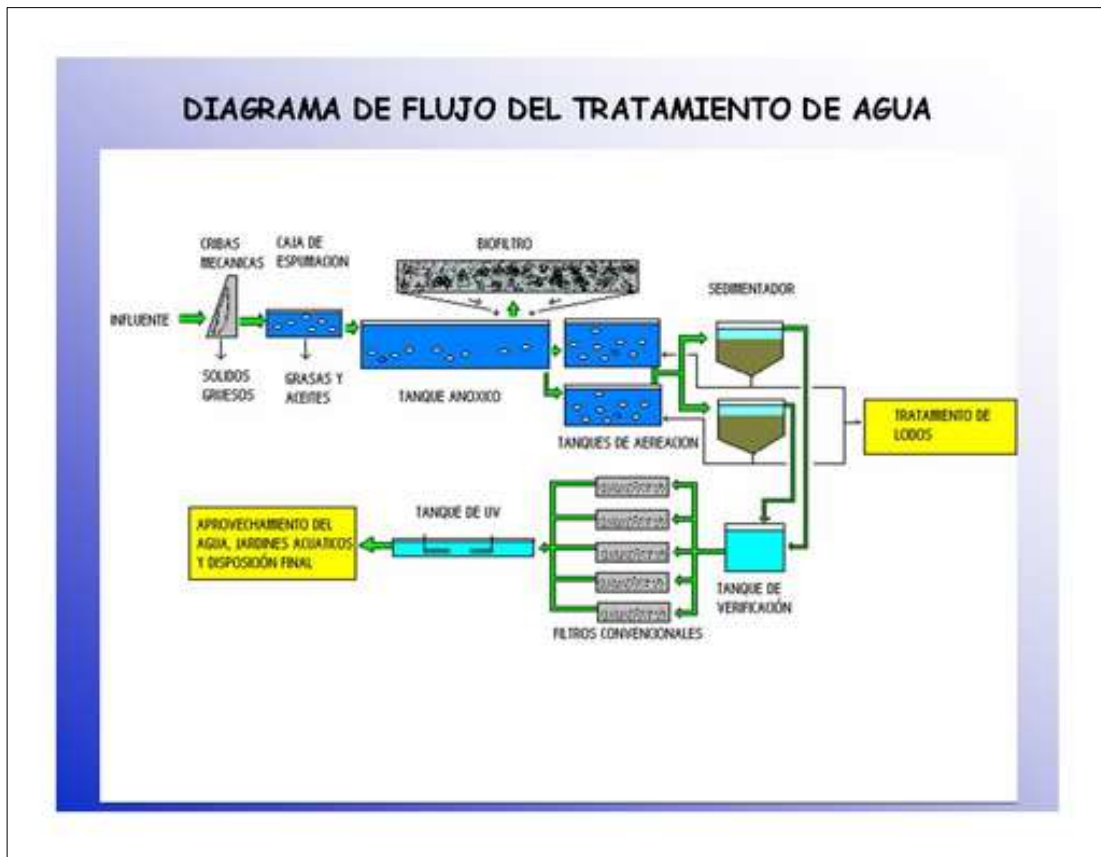 DIAGRAMA DE FLUJO DEL TRATAMIENTO DE AGUA
CRIBAS
MECANICAS
CAJA DE
ESPUMACION
BIOFILTRO
SEDIMENTADOR
INFLUENTE
SOLIDOS
GRUESOS
GRASAS Y
ACEITES
TANQUE ANOXICO
TANQUES DE AEREACION
TRATAMIENTO DE
LODOS
APROVECHAMIENTO DEL
AGUA, JARDINES ACUATICOS
Y DISPOSICIÓN FINAL
TANQUE DE UV
FILTROS CONVENCIONALES
TANQUE DE
VERIFICACIÓN